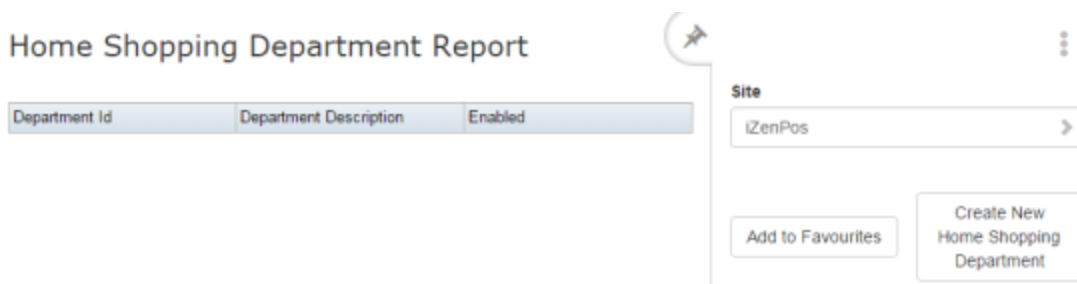 Home Shopping Department Report
Department Id Department Description Enabled
Site
iZenPos
Add to Favourites
Create New
Home Shopping
Department